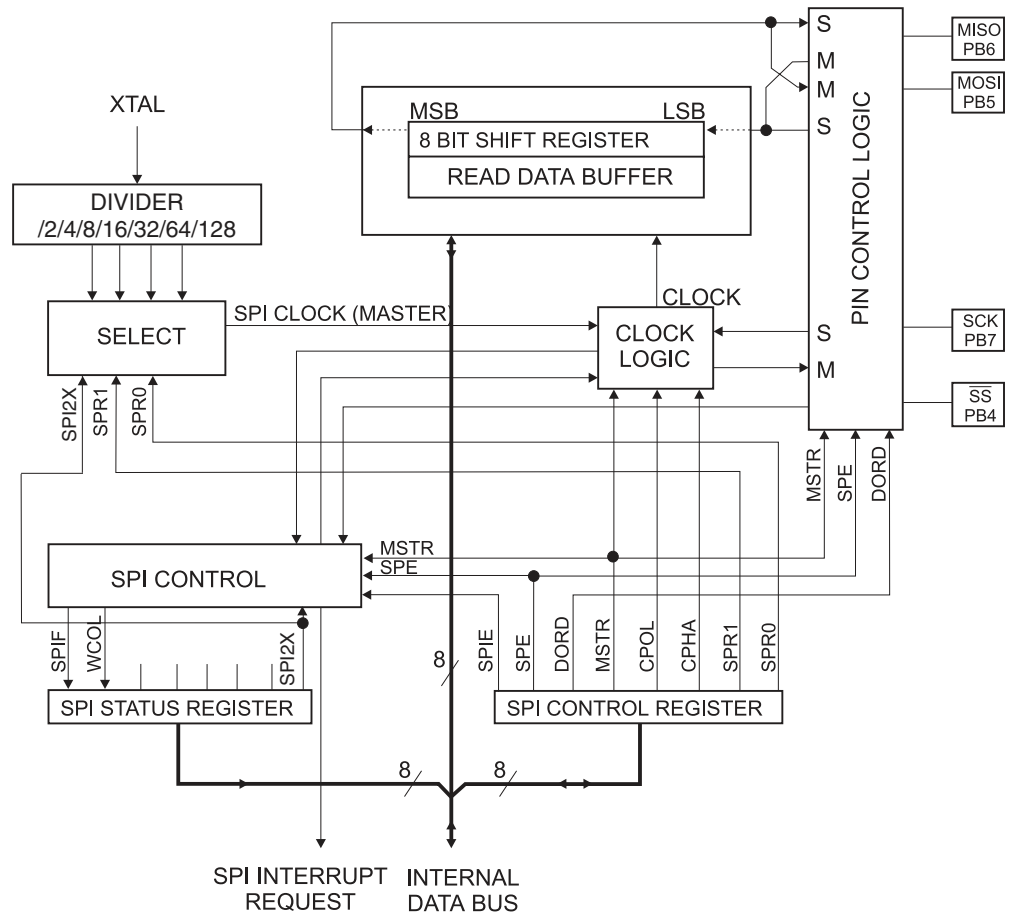 S
MISO
PB6
M
MOSI
PB5
M
S
PIN CONTROL LOGIC
XTAL
MSB
LSB
8 BIT SHIFT REGISTER
READ DATA BUFFER
DIVIDER
/2/4/8/16/32/64/128
SPI CLOCK (MASTER)
CLOCK
SELECT
CLOCK
LOGIC
S
M
SCK
PB7
SS
PB4
SPI2X
SPR1
SPR0
MSTR
SPE
DORD
MSTR
SPE
SPI CONTROL
SPIF
WCOL
SPI2X
8
SPIE
SPE
DORD
MSTR
CPOL
CPHA
SPR1
SPR0
SPI STATUS REGISTER
SPI CONTROL REGISTER
8
8
SPI INTERRUPT
REQUEST
INTERNAL
DATA BUS